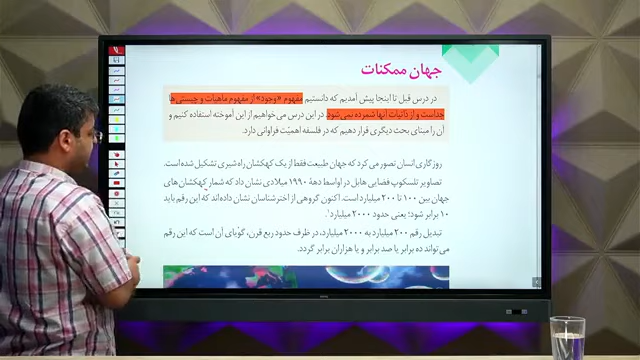 جهان ممکنات
در درس قبل تا اینجا پیش آمدیم که دانستیم مفهوم «وجود» از مفهوم ماهیات و چیستی‌ها
جداست و از ذاتیات آنها شمرده نمی‌شود. در این درس می‌خواهیم از این آموخته استفاده کنیم و
آن را مبنای بحث دیگری قرار دهیم که در فلسفه اهمیّت فراوانی دارد.
روزگاری انسان تصور می‌کرد که جهان طبیعت فقط از یک کهکشان راه شیری تشکیل شده است.
تصاویر تلسکوپ فضایی هابل در اواسط دههٔ ۱۹۹۰ میلادی نشان داد که شمار کهکشان‌های
جهان بین ۱۰۰ تا ۲۰۰ میلیارد است. اکنون گروهی از اخترشناسان نشان داده‌اند که این رقم باید
۱۰ برابر شود؛ یعنی حدود ۲۰۰۰ میلیارد۱.
تبدیل رقم ۲۰۰ میلیارد به ۲۰۰۰ میلیارد، در ظرف حدود ربع قرن، گویای آن است که این رقم
می‌تواند ده برابر یا صد برابر و یا هزاران برابر گردد.